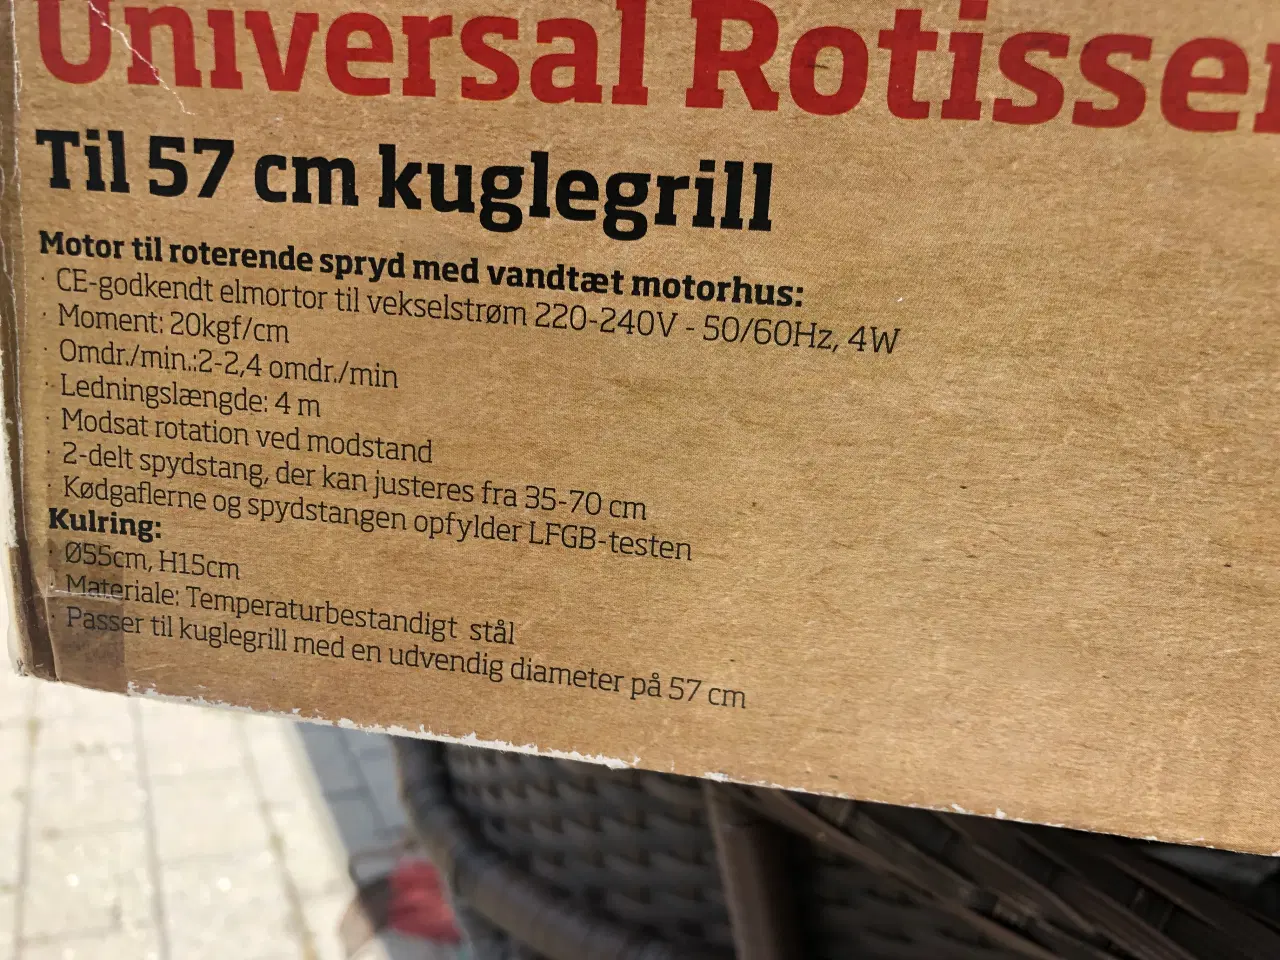 Universal Rotisser
Til 57 cm kuglegrill
Motor til roterende spryd med vandtæt motorhus:
· CE-godkendt elmortor til vekselstrøm 220-240V - 50/60Hz, 4W
· Moment: 20kgf/cm
· Omdr./min.:2-2,4 omdr./min
· Ledningslængde: 4 m
· Modsat rotation ved modstand
· 2-delt spydstang, der kan justeres fra 35-70 cm
· Kødgaflerne og spydstangen opfylder LFGB-testen
Kulring:
· Ø55cm, H15cm
· Materiale: Temperaturbestandigt stål
· Passer til kuglegrill med en udvendig diameter på 57 cm